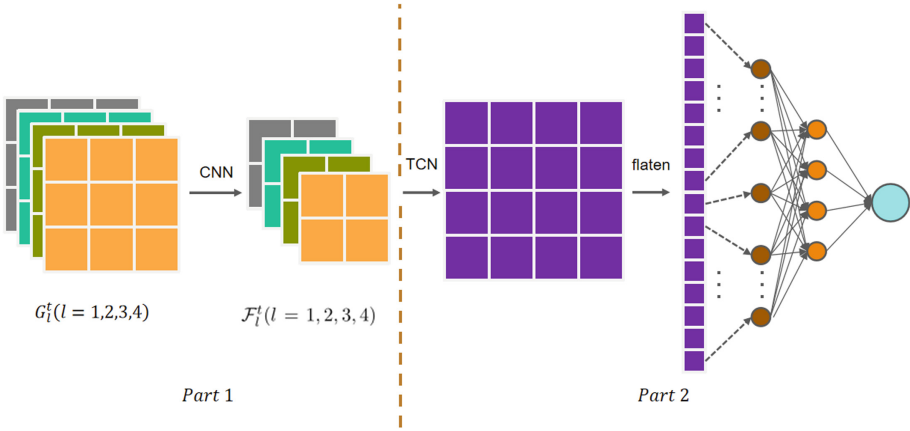 CNN
TCN
flaten
G_l^t(l = 1,2,3,4)
ℱ_l^t(l = 1, 2, 3, 4)
Part 1
Part 2